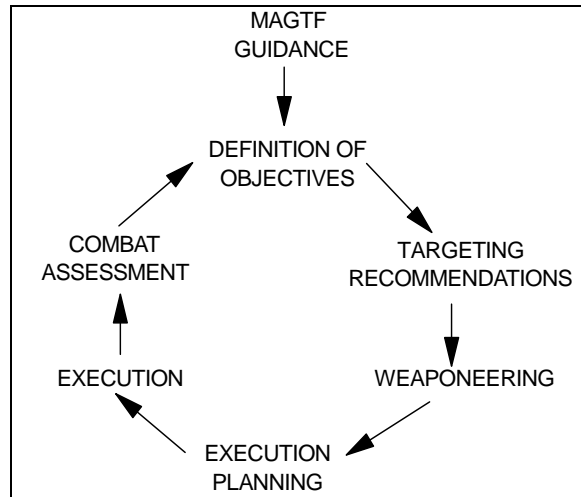 MAGTF
GUIDANCE
DEFINITION OF
OBJECTIVES
TARGETING
RECOMMENDATIONS
WEAPONEERING
EXECUTION
PLANNING
EXECUTION
COMBAT
ASSESSMENT